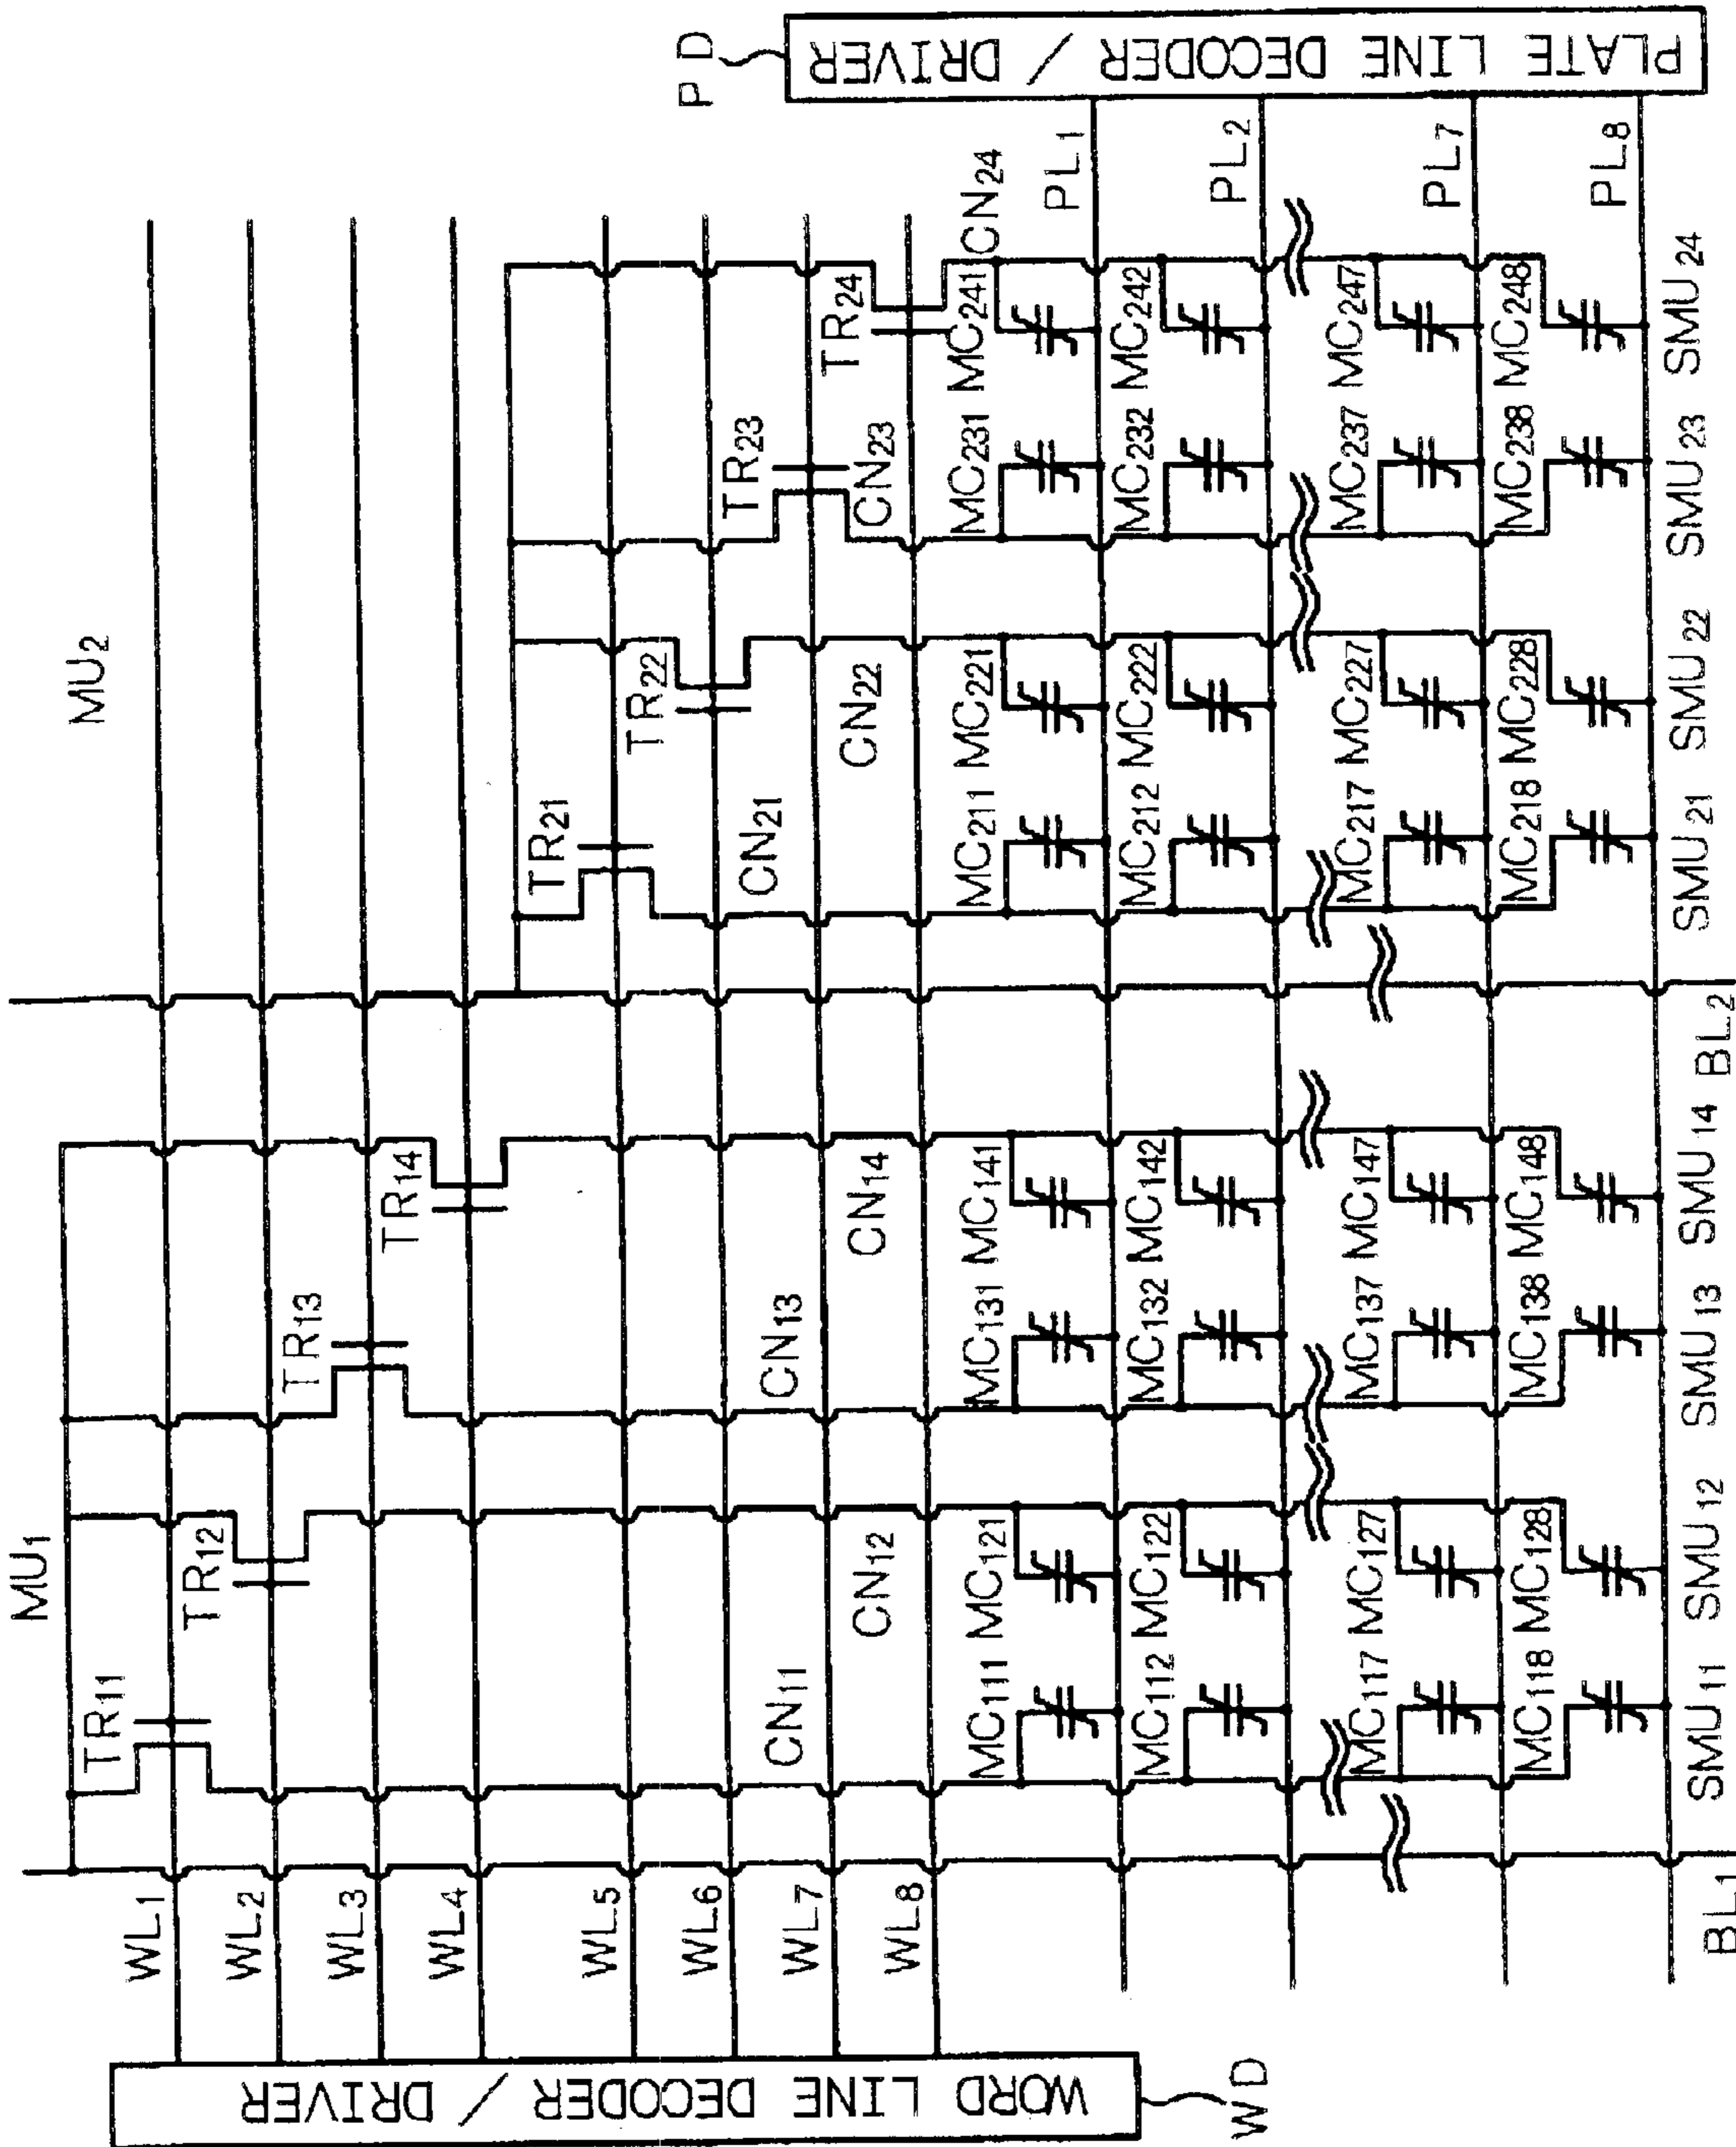 MU1
MU2
WL1
WL2
WL3
WL4
WL5
WL6
WL7
WL8
WORD LINE DECODER / DRIVER
WD
TR11
TR12
TR13
TR14
TR21
TR22
TR23
TR24
CN11
CN12
CN13
CN14
CN21
CN22
CN23
CN24
PD
PLATE LINE DECODER / DRIVER
MC111 MC121 MC131 MC141 MC211 MC221 MC231 MC241
PL1
MC112 MC122 MC132 MC142 MC212 MC222 MC232 MC242
PL2
MC117 MC127 MC137 MC147 MC217 MC227 MC237 MC247
PL7
MC118 MC128 MC138 MC148 MC218 MC228 MC238 MC248
PL8
BL1 SMU11 SMU12 SMU13 SMU14 BL2 SMU21 SMU22 SMU23 SMU24